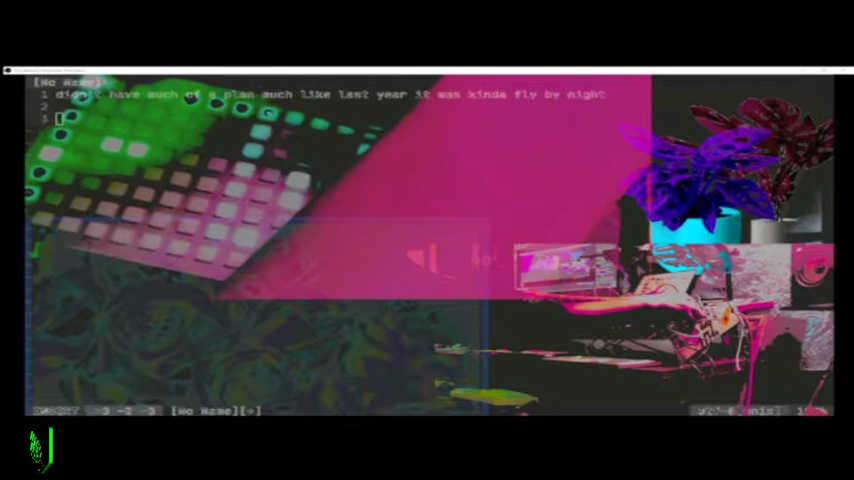 [No Name]
1 didn't have much of a plan much like last year it was kinda fly by night
2
3
INSERT
[No Name][+]